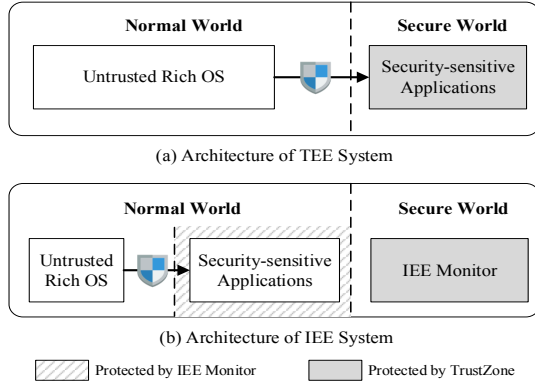 Normal World
Secure World
Untrusted Rich OS
Security-sensitive
Applications
(a) Architecture of TEE System
Normal World
Secure World
Untrusted
Rich OS
Security-sensitive
Applications
IEE Monitor
(b) Architecture of IEE System
Protected by IEE Monitor
Protected by TrustZone